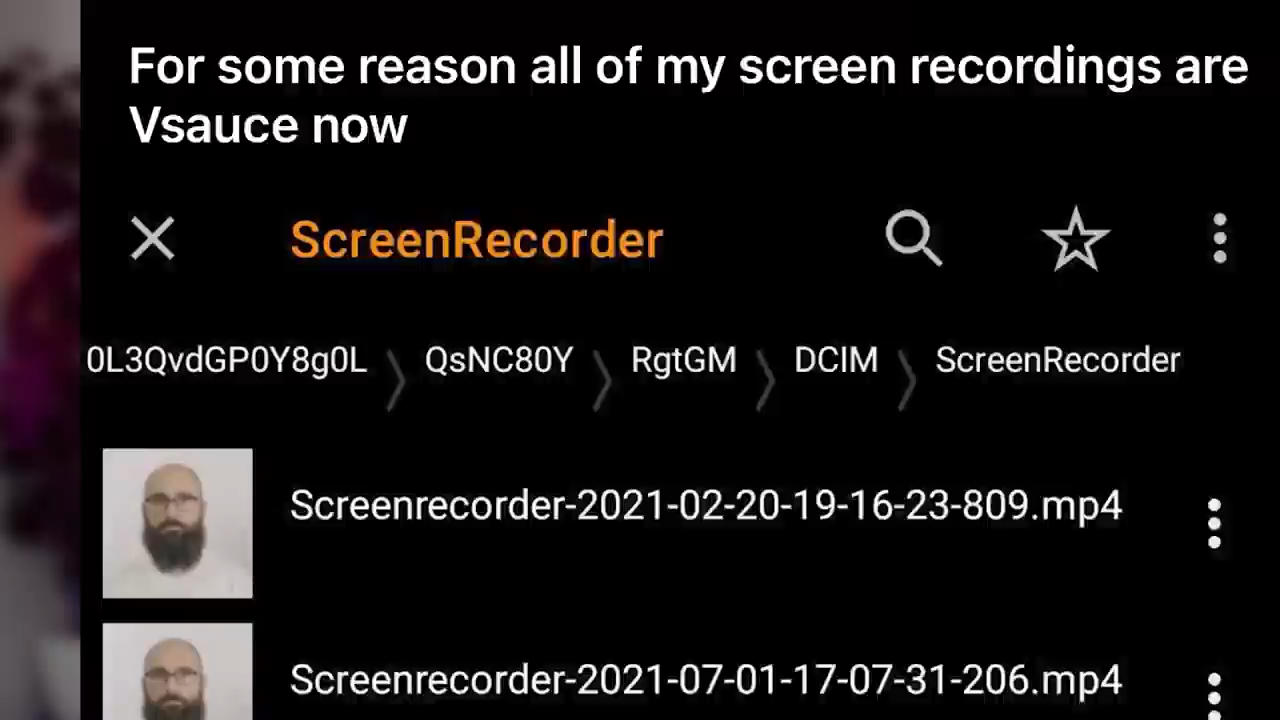 For some reason all of my screen recordings are
Vsauce now
ScreenRecorder
0L3QvdGP0Y8g0L QsNC80Y RgtGM DCIM ScreenRecorder
Screenrecorder-2021-02-20-19-16-23-809.mp4
Screenrecorder-2021-07-01-17-07-31-206.mp4